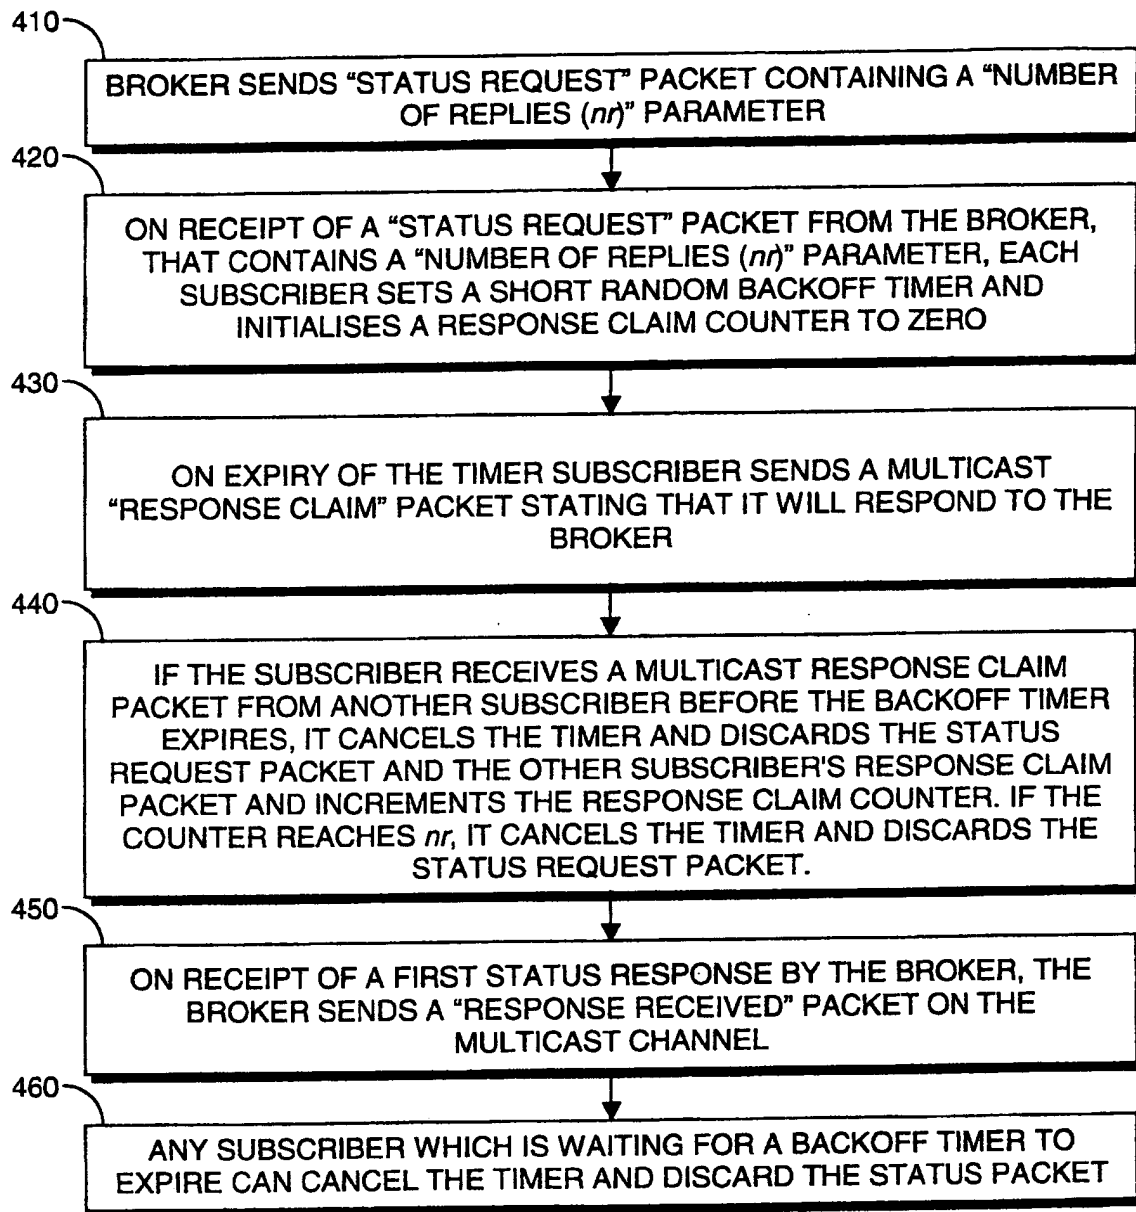 410
BROKER SENDS “STATUS REQUEST” PACKET CONTAINING A “NUMBER
OF REPLIES (nr)” PARAMETER
420
ON RECEIPT OF A “STATUS REQUEST” PACKET FROM THE BROKER,
THAT CONTAINS A “NUMBER OF REPLIES (nr)” PARAMETER, EACH
SUBSCRIBER SETS A SHORT RANDOM BACKOFF TIMER AND
INITIALISES A RESPONSE CLAIM COUNTER TO ZERO
430
ON EXPIRY OF THE TIMER SUBSCRIBER SENDS A MULTICAST
“RESPONSE CLAIM” PACKET STATING THAT IT WILL RESPOND TO THE
BROKER
440
IF THE SUBSCRIBER RECEIVES A MULTICAST RESPONSE CLAIM
PACKET FROM ANOTHER SUBSCRIBER BEFORE THE BACKOFF TIMER
EXPIRES, IT CANCELS THE TIMER AND DISCARDS THE STATUS
REQUEST PACKET AND THE OTHER SUBSCRIBER'S RESPONSE CLAIM
PACKET AND INCREMENTS THE RESPONSE CLAIM COUNTER. IF THE
COUNTER REACHES nr, IT CANCELS THE TIMER AND DISCARDS THE
STATUS REQUEST PACKET.
450
ON RECEIPT OF A FIRST STATUS RESPONSE BY THE BROKER, THE
BROKER SENDS A “RESPONSE RECEIVED” PACKET ON THE
MULTICAST CHANNEL
460
ANY SUBSCRIBER WHICH IS WAITING FOR A BACKOFF TIMER TO
EXPIRE CAN CANCEL THE TIMER AND DISCARD THE STATUS PACKET